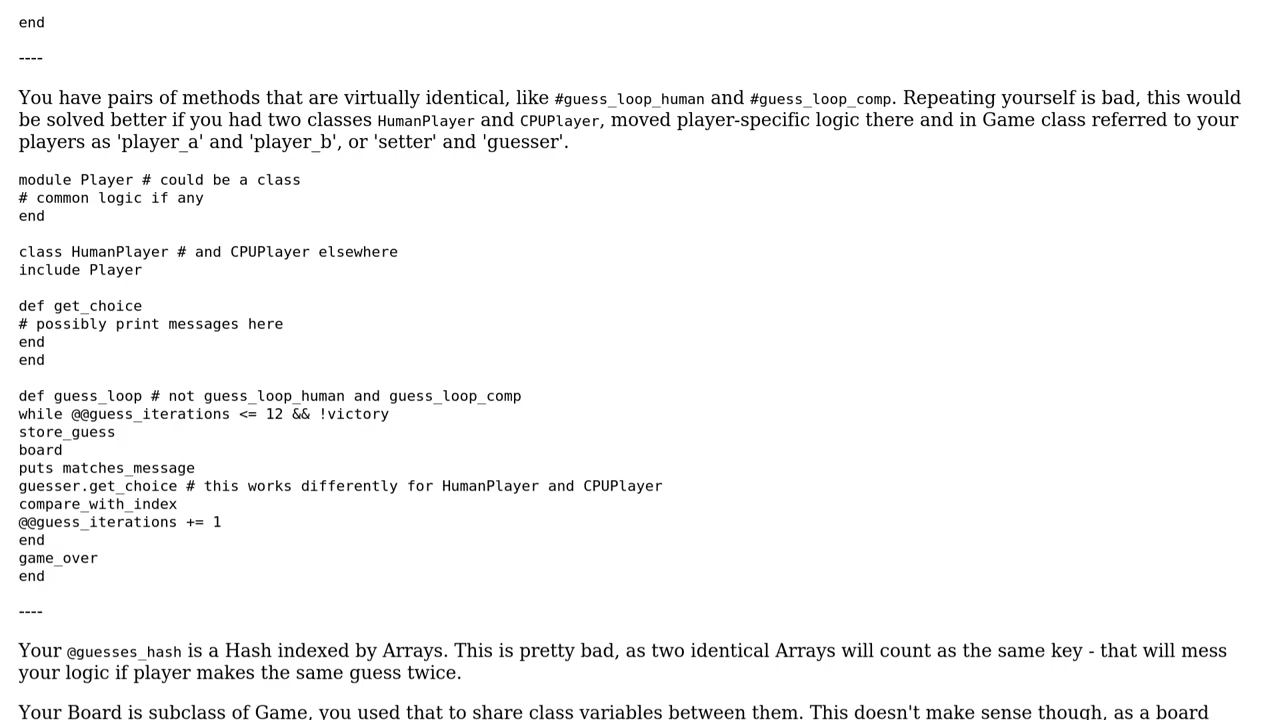 end
----
You have pairs of methods that are virtually identical, like #guess_loop_human and #guess_loop_comp. Repeating yourself is bad, this would
be solved better if you had two classes HumanPlayer and CPUPlayer, moved player-specific logic there and in Game class referred to your
players as 'player_a' and 'player_b', or 'setter' and 'guesser'.
module Player # could be a class
# common logic if any
end
class HumanPlayer # and CPUPlayer elsewhere
include Player
def get_choice
# possibly print messages here
end
end
def guess_loop # not guess_loop_human and guess_loop_comp
while @@guess_iterations <= 12 && !victory
store_guess
board
puts matches_message
guesser.get_choice # this works differently for HumanPlayer and CPUPlayer
compare_with_index
@@guess_iterations += 1
end
game_over
end
----
Your @guesses_hash is a Hash indexed by Arrays. This is pretty bad, as two identical Arrays will count as the same key - that will mess
your logic if player makes the same guess twice.
Your Board is subclass of Game, you used that to share class variables between them. This doesn't make sense though, as a board